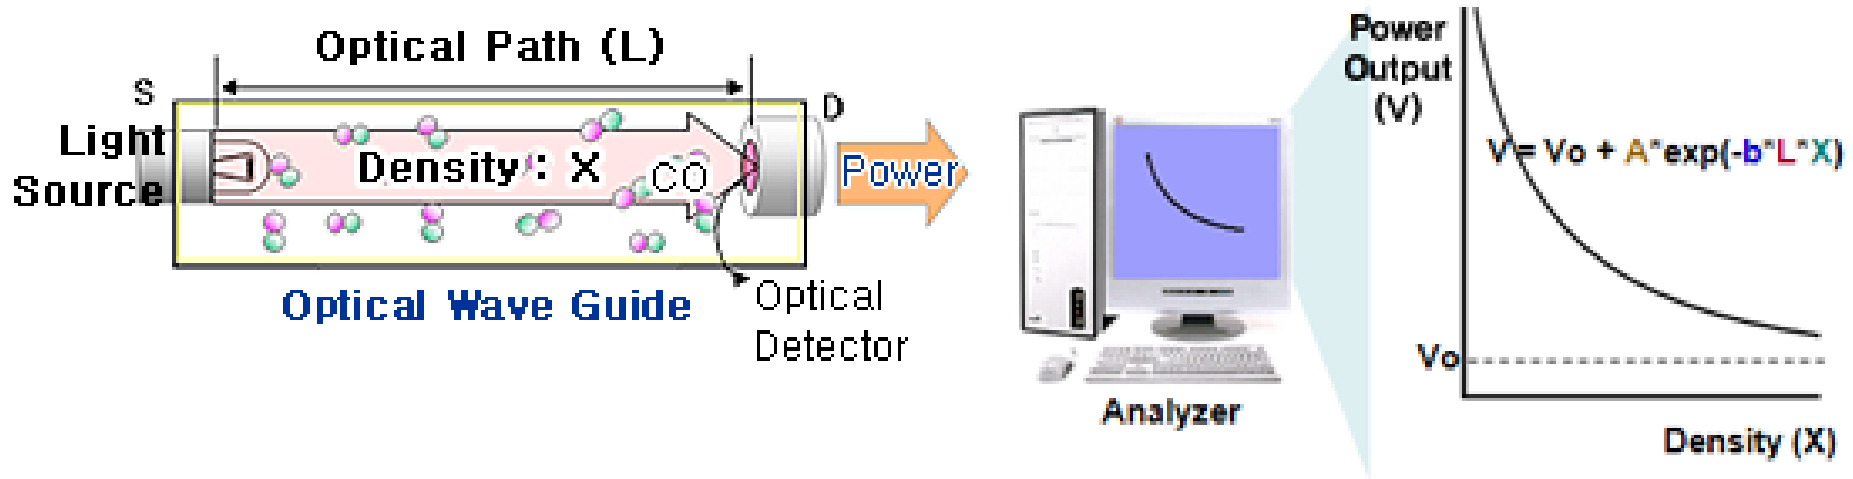 Optical Path (L)
S
D
Light
Source
Density : X
CO
Power
Optical Wave Guide
Optical
Detector
Analyzer
Power
Output
(V)
V = Vo + A*exp(-b*L*X)
Vo
Density (X)